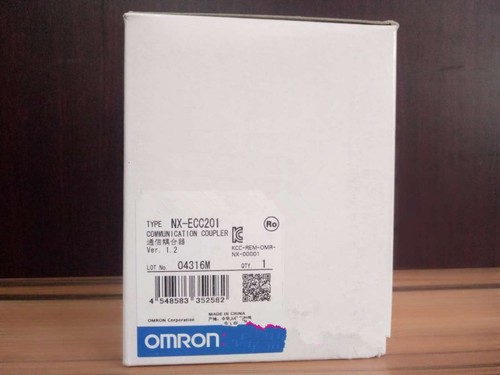 TYPE NX-ECC201
COMMUNICATION COUPLER
通信耦合器
Ver. 1.2
Ro
KCC-REM-OMR-
NX-00001
LOT No 04316M QTY 1
4 548583 352582
OMRON Corporation
MADE IN CHINA
OMRON